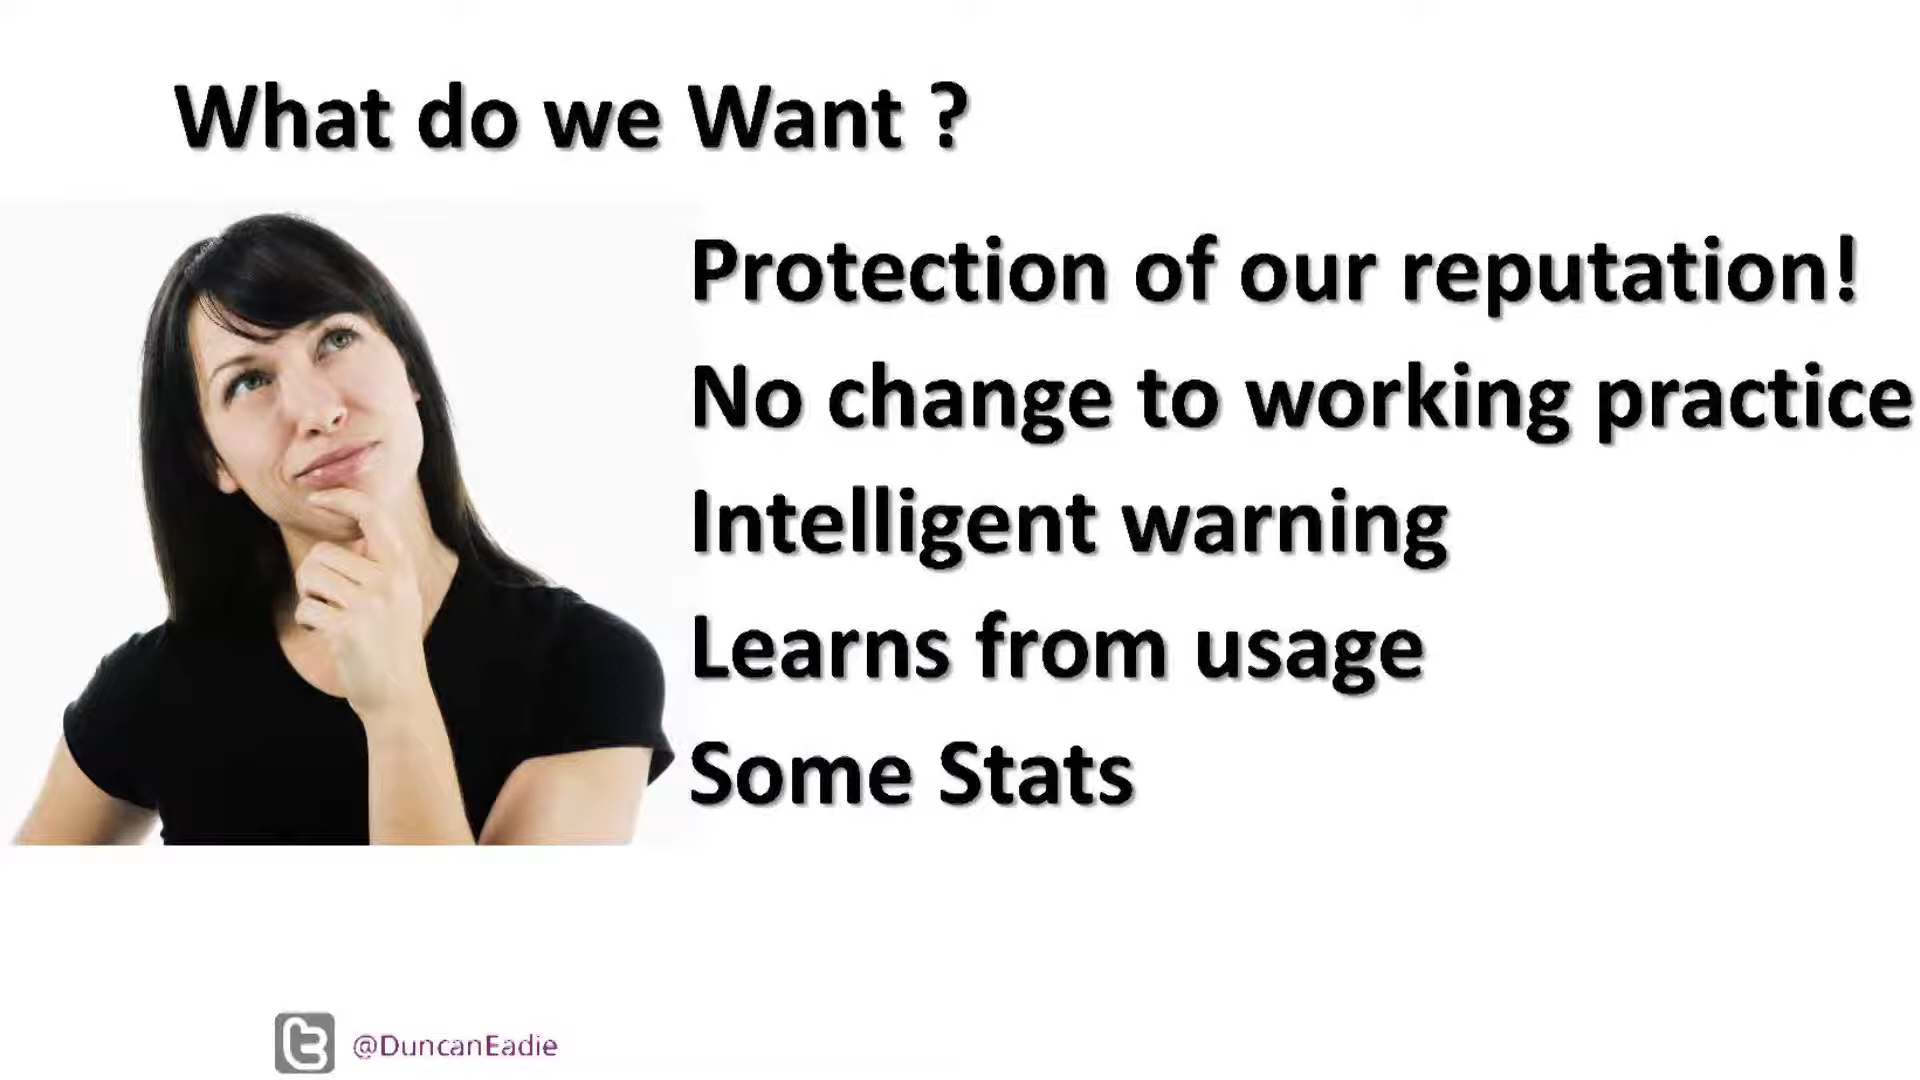 What do we Want ?
Protection of our reputation!
No change to working practice
Intelligent warning
Learns from usage
Some Stats
@DuncanEadie